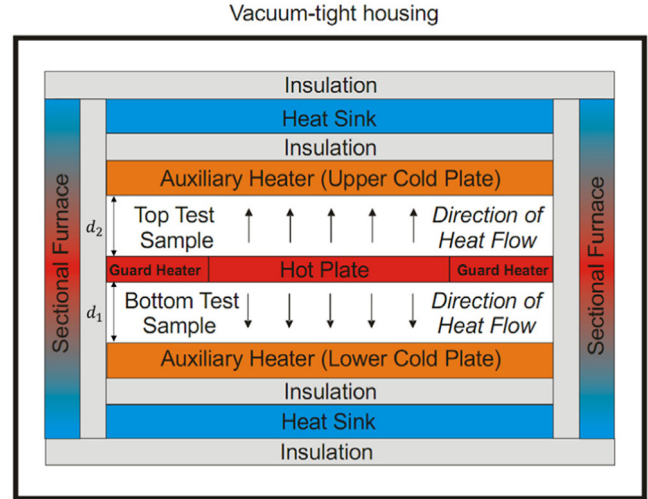 Vacuum-tight housing
Insulation
Heat Sink
Insulation
Auxiliary Heater (Upper Cold Plate)
Sectional Furnace
d₂
Top Test
Sample
Direction of
Heat Flow
Guard Heater
Hot Plate
Guard Heater
d₁
Bottom Test
Sample
Direction of
Heat Flow
Sectional Furnace
Auxiliary Heater (Lower Cold Plate)
Insulation
Heat Sink
Insulation